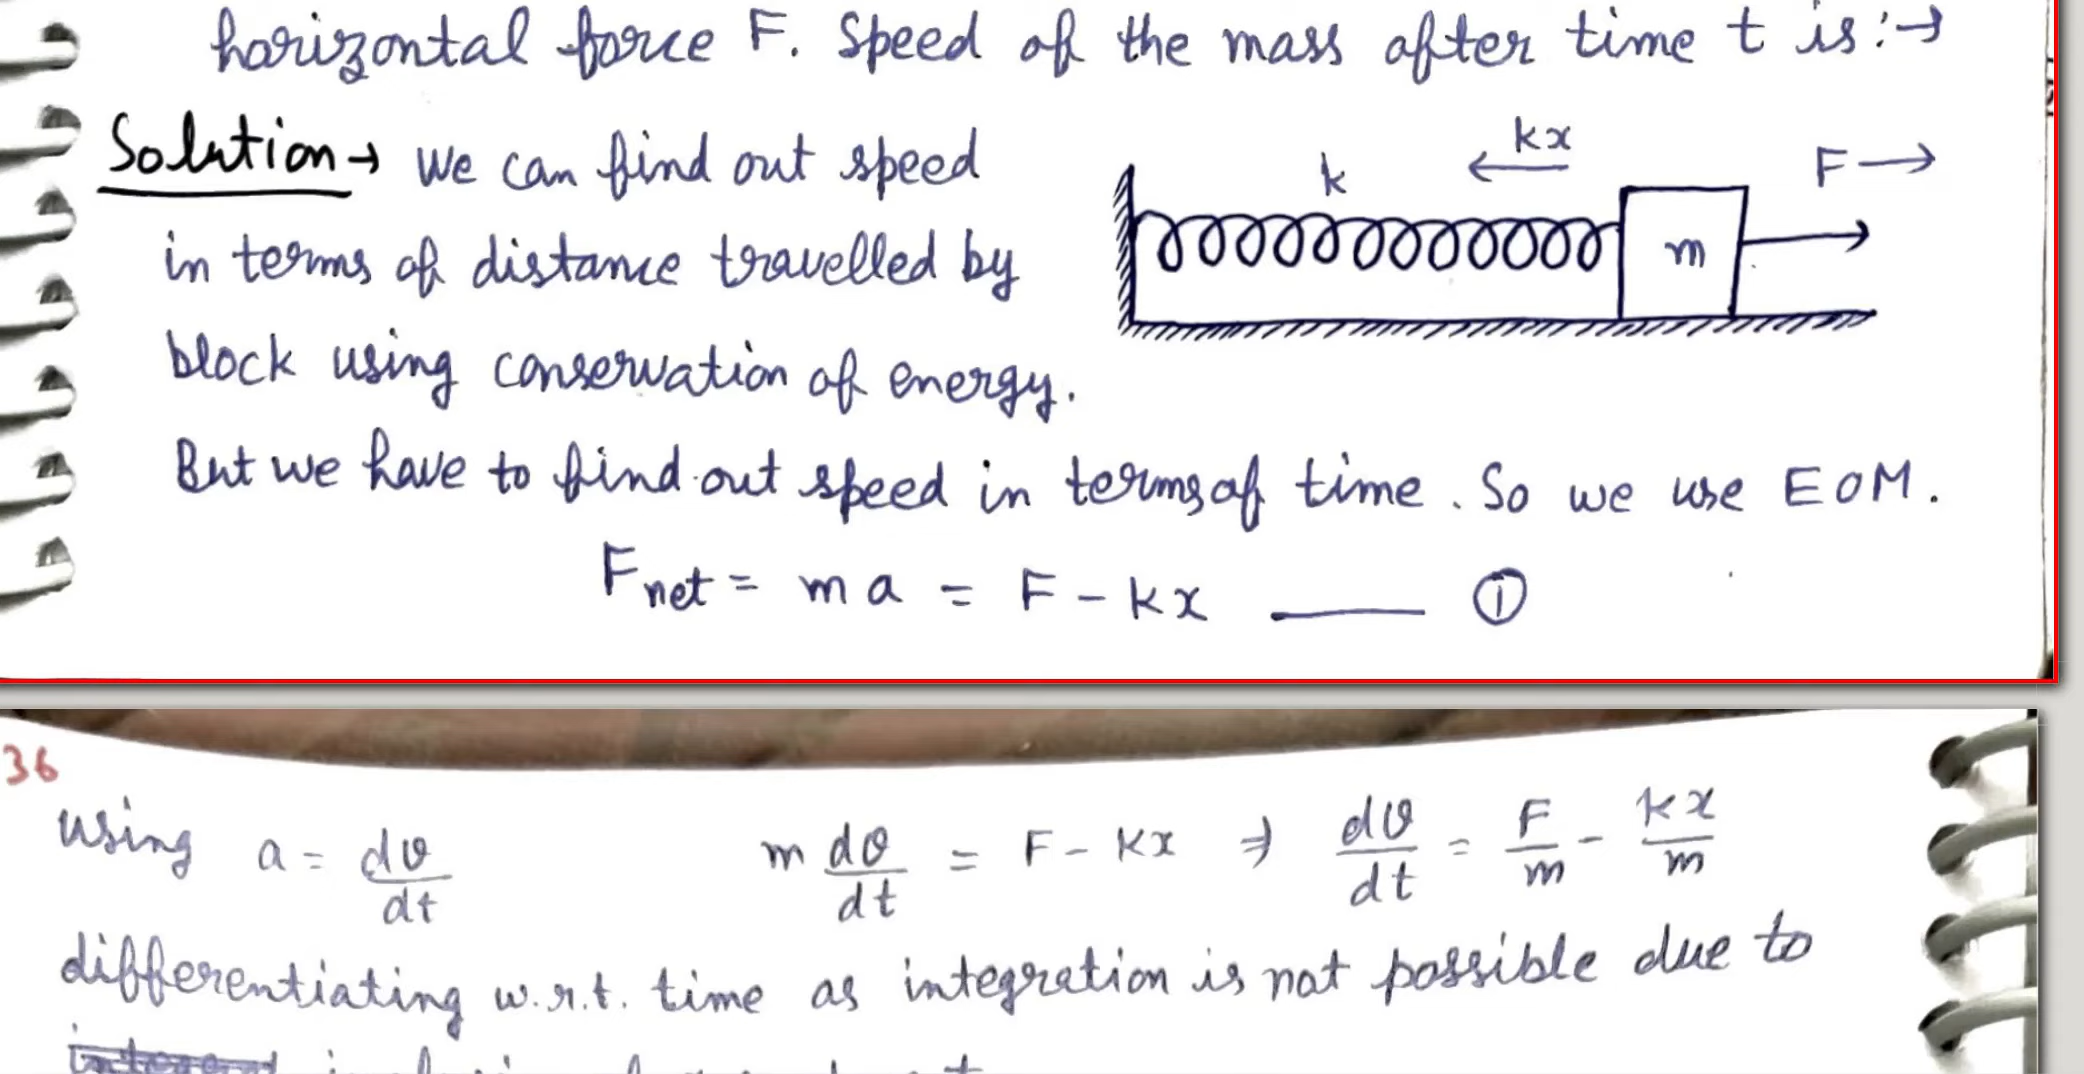 horizontal force F. Speed of the mass after time t is :→
Solution → We can find out speed
in terms of distance travelled by
block using conservation of energy.
k
kx
F →
m
But we have to find out speed in terms of time. So we use EOM.
Fnet = ma = F - kx ——— ①
36
using a = dv/dt m dv/dt = F - kx ⇒ dv/dt = F/m - kx/m
differentiating w.r.t. time as integration is not possible due to